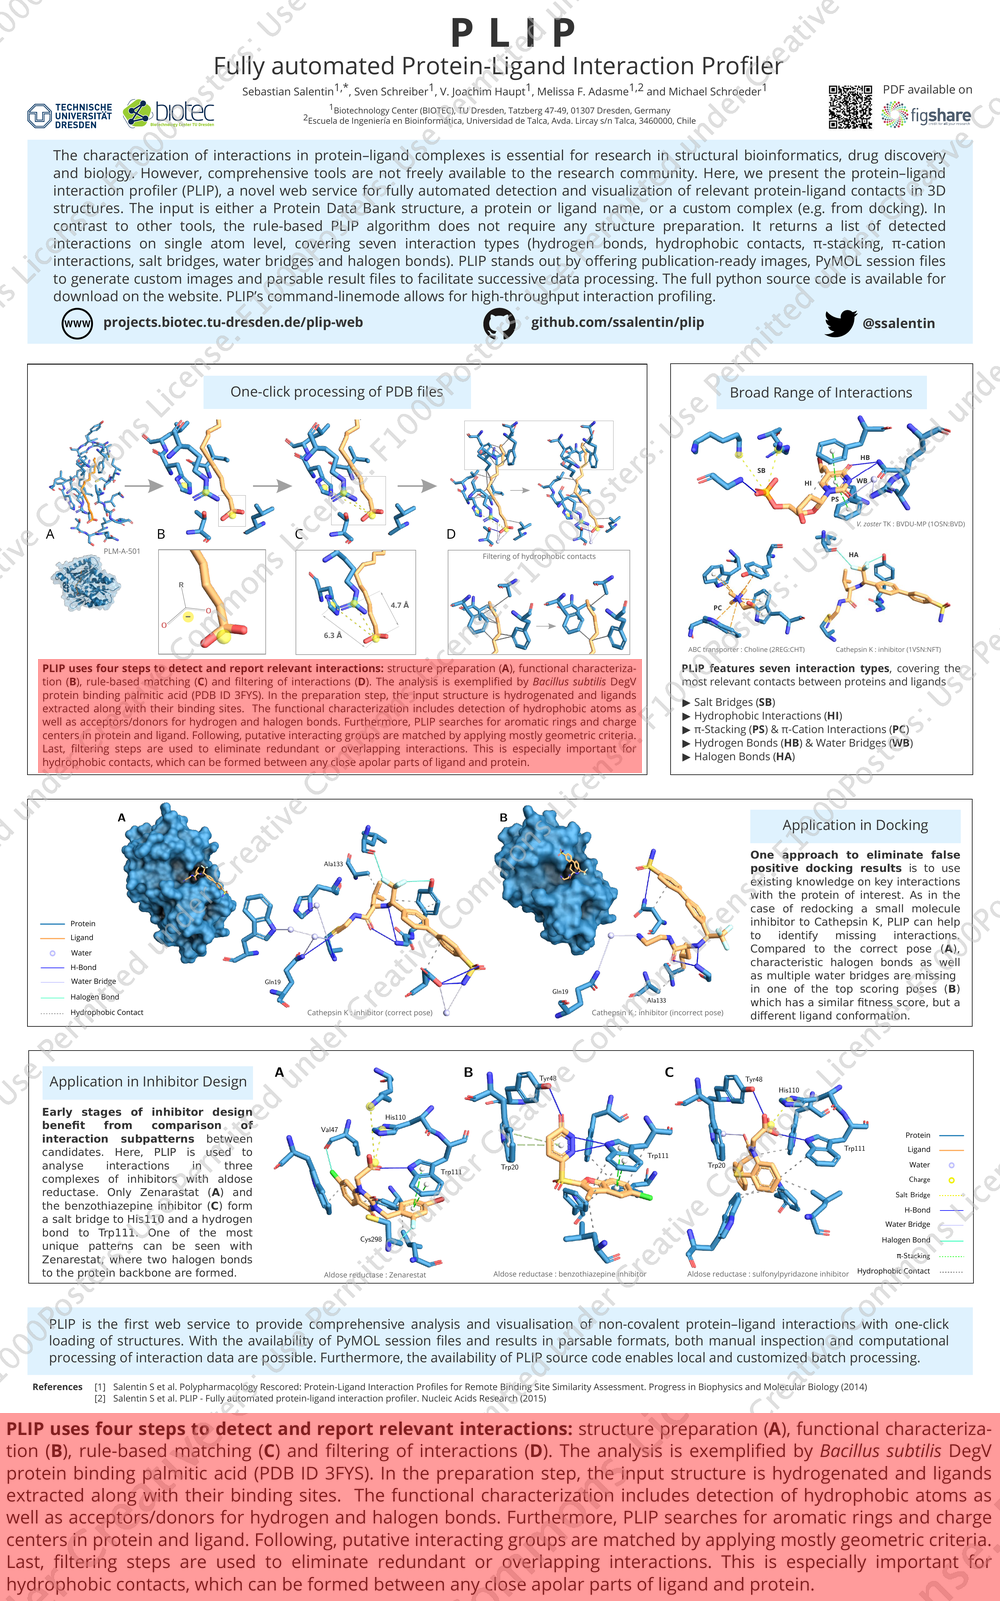 PLIP
Fully automated Protein-Ligand Interaction Profiler
Sebastian Salentin1,*, Sven Schreiber1, V. Joachim Haupt1, Melissa F. Adasme1,2 and Michael Schroeder1
1Biotechnology Center (BIOTEC), TU Dresden, Tatzberg 47-49, 01307 Dresden, Germany
2Escuela de Ingeniería en Bioinformática, Universidad de Talca, Avda. Lircay s/n Talca, 3460000, Chile
TECHNISCHE
UNIVERSITÄT
DRESDEN
biotec
PDF available on
figshare
The characterization of interactions in protein–ligand complexes is essential for research in structural bioinformatics, drug discovery
and biology. However, comprehensive tools are not freely available to the research community. Here, we present the protein–ligand
interaction profiler (PLIP), a novel web service for fully automated detection and visualization of relevant protein-ligand contacts in 3D
structures. The input is either a Protein Data Bank structure, a protein or ligand name, or a custom complex (e.g. from docking). In
contrast to other tools, the rule-based PLIP algorithm does not require any structure preparation. It returns a list of detected
interactions on single atom level, covering seven interaction types (hydrogen bonds, hydrophobic contacts, π-stacking, π-cation
interactions, salt bridges, water bridges and halogen bonds). PLIP stands out by offering publication-ready images, PyMOL session files
to generate custom images and parsable result files to facilitate successive data processing. The full python source code is available for
download on the website. PLIP's command-linemode allows for high-throughput interaction profiling.
www projects.biotec.tu-dresden.de/plip-web
github.com/ssalentin/plip
@ssalentin
One-click processing of PDB files
A
B
C
D
PLM-A-S01
R
O
O
4.7 Å
6.3 Å
Filtering of hydrophobic contacts
PLIP uses four steps to detect and report relevant interactions: structure preparation (A), functional characteriza-
tion (B), rule-based matching (C) and filtering of interactions (D). The analysis is exemplified by Bacillus subtilis DegV
protein binding palmitic acid (PDB ID 3FYS). In the preparation step, the input structure is hydrogenated and ligands
extracted along with their binding sites. The functional characterization includes detection of hydrophobic atoms as
well as acceptors/donors for hydrogen and halogen bonds. Furthermore, PLIP searches for aromatic rings and charge
centers in protein and ligand. Following, putative interacting groups are matched by applying mostly geometric criteria.
Last, filtering steps are used to eliminate redundant or overlapping interactions. This is especially important for
hydrophobic contacts, which can be formed between any close apolar parts of ligand and protein.
Broad Range of Interactions
SB
HB
HI
WB
PS
V. zoster TK : BVDU-MP (1OSN:BVD)
HA
PC
ABC transporter : Choline (2REG:CHT)
Cathepsin K : inhibitor (1VSN:NFT)
PLIP features seven interaction types, covering the
most relevant contacts between proteins and ligands
▶ Salt Bridges (SB)
▶ Hydrophobic Interactions (HI)
▶ π-Stacking (PS) & π-Cation Interactions (PC)
▶ Hydrogen Bonds (HB) & Water Bridges (WB)
▶ Halogen Bonds (HA)
A
Ala133
Gln19
Protein
Ligand
Water
H-Bond
Water Bridge
Halogen Bond
Hydrophobic Contact
Cathepsin K : inhibitor (correct pose)
B
Gln19
Ala133
Cathepsin K : inhibitor (incorrect pose)
Application in Docking
One approach to eliminate false
positive docking results is to use
existing knowledge on key interactions
with the protein of interest. As in the
case of redocking a small molecule
inhibitor to Cathepsin K, PLIP can help
to identify missing interactions.
Compared to the correct pose (A),
characteristic halogen bonds as well
as multiple water bridges are missing
in one of the top scoring poses (B)
which has a similar fitness score, but a
different ligand conformation.
Application in Inhibitor Design
Early stages of inhibitor design
benefit from comparison of
interaction subpatterns between
candidates. Here, PLIP is used to
analyse interactions in three
complexes of inhibitors with aldose
reductase. Only Zenarastat (A) and
the benzothiazepine inhibitor (C) form
a salt bridge to His110 and a hydrogen
bond to Trp111. One of the most
unique patterns can be seen with
Zenarestat, where two halogen bonds
to the protein backbone are formed.
A
Val47
His110
Trp111
Cys298
Aldose reductase : Zenarestat
B
Tyr48
Trp20
Trp111
Aldose reductase : benzothiazepine inhibitor
C
Tyr48
His110
Trp20
Trp111
Aldose reductase : sulfonylpyridazone inhibitor
Protein
Ligand
Water
Charge
Salt Bridge
H-Bond
Water Bridge
Halogen Bond
π-Stacking
Hydrophobic Contact
PLIP is the first web service to provide comprehensive analysis and visualisation of non-covalent protein–ligand interactions with one-click
loading of structures. With the availability of PyMOL session files and results in parsable formats, both manual inspection and computational
processing of interaction data are possible. Furthermore, the availability of PLIP source code enables local and customized batch processing.
References [1] Salentin S et al. Polypharmacology Rescored: Protein-Ligand Interaction Profiles for Remote Binding Site Similarity Assessment. Progress in Biophysics and Molecular Biology (2014)
[2] Salentin S et al. PLIP - Fully automated protein-ligand interaction profiler. Nucleic Acids Research (2015)
PLIP uses four steps to detect and report relevant interactions: structure preparation (A), functional characteriza-
tion (B), rule-based matching (C) and filtering of interactions (D). The analysis is exemplified by Bacillus subtilis DegV
protein binding palmitic acid (PDB ID 3FYS). In the preparation step, the input structure is hydrogenated and ligands
extracted along with their binding sites. The functional characterization includes detection of hydrophobic atoms as
well as acceptors/donors for hydrogen and halogen bonds. Furthermore, PLIP searches for aromatic rings and charge
centers in protein and ligand. Following, putative interacting groups are matched by applying mostly geometric criteria.
Last, filtering steps are used to eliminate redundant or overlapping interactions. This is especially important for
hydrophobic contacts, which can be formed between any close apolar parts of ligand and protein.